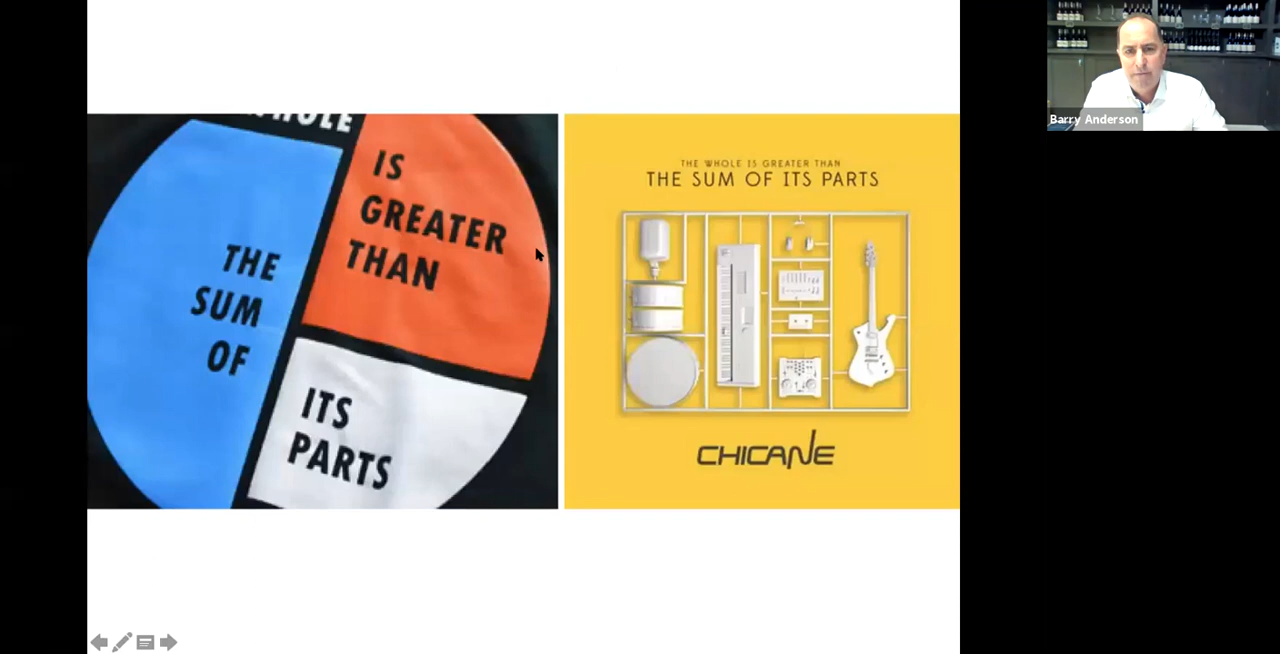 WHOLE
IS
GREATER
THAN
THE
SUM
OF
ITS
PARTS
THE WHOLE IS GREATER THAN
THE SUM OF ITS PARTS
CHICANE
Barry Anderson